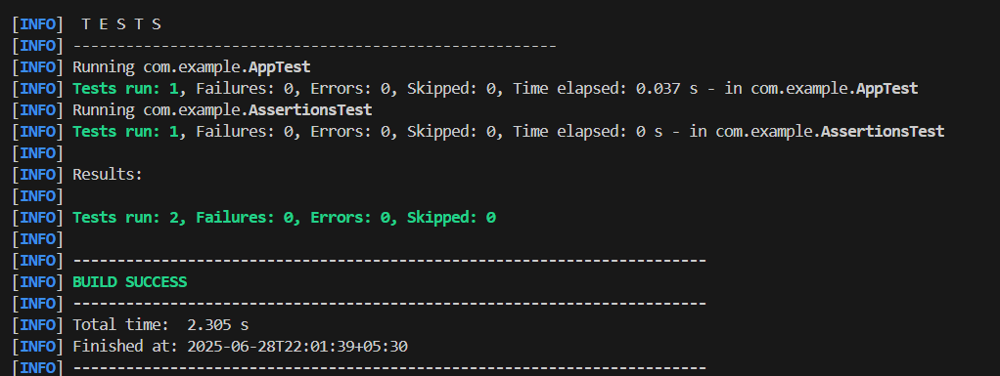 [INFO]  T E S T S
[INFO] -------------------------------------------------------
[INFO] Running com.example.AppTest
[INFO] Tests run: 1, Failures: 0, Errors: 0, Skipped: 0, Time elapsed: 0.037 s - in com.example.AppTest
[INFO] Running com.example.AssertionsTest
[INFO] Tests run: 1, Failures: 0, Errors: 0, Skipped: 0, Time elapsed: 0 s - in com.example.AssertionsTest
[INFO]
[INFO] Results:
[INFO]
[INFO] Tests run: 2, Failures: 0, Errors: 0, Skipped: 0
[INFO]
[INFO] ------------------------------------------------------------------------
[INFO] BUILD SUCCESS
[INFO] ------------------------------------------------------------------------
[INFO] Total time:  2.305 s
[INFO] Finished at: 2025-06-28T22:01:39+05:30
[INFO] ------------------------------------------------------------------------